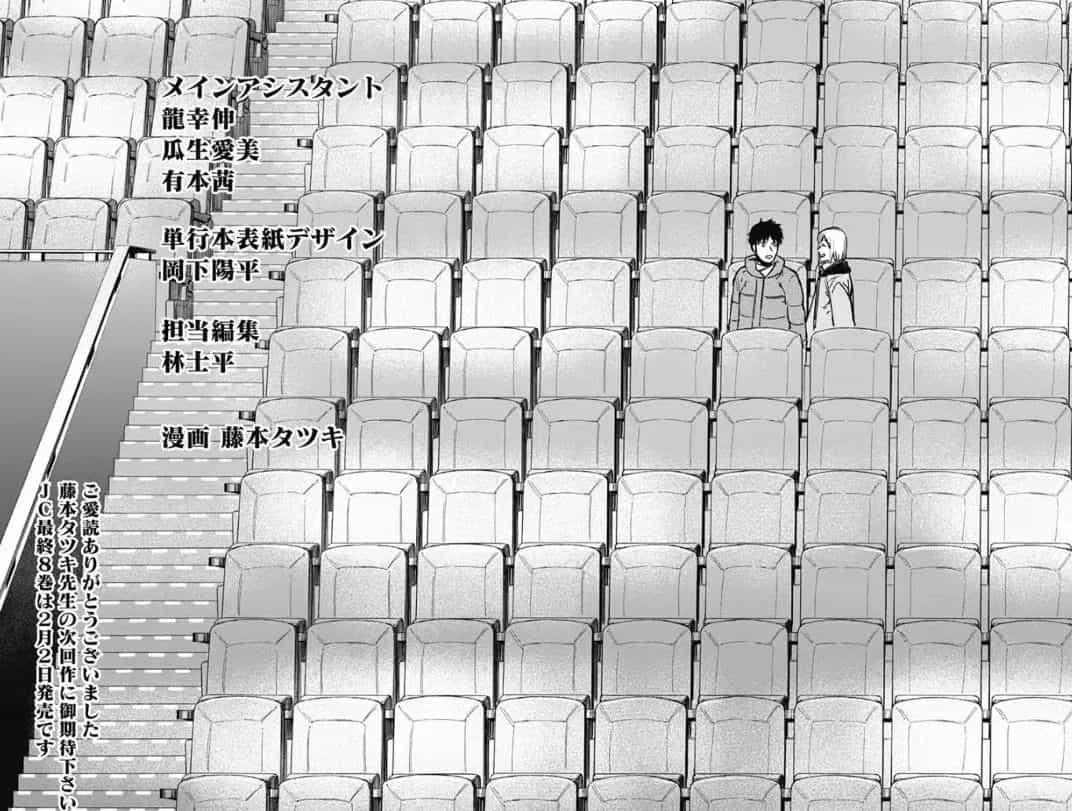 メインアシスタント
龍幸伸
瓜生愛美
有本茜
単行本表紙デザイン
岡下陽平
担当編集
林士平
漫画 藤本タツキ
ご愛読ありがとうございました
藤本タツキ先生の次回作に御期待下さい
JC最終8巻は2月2日発売です